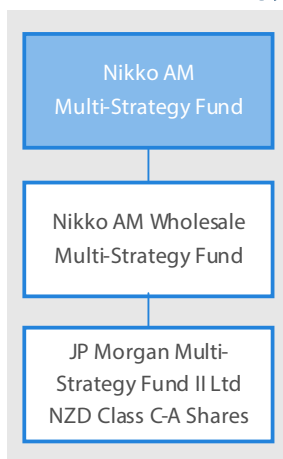 Nikko AM
Multi-Strategy Fund
Nikko AM Wholesale
Multi-Strategy Fund
JP Morgan Multi-
Strategy Fund II Ltd
NZD Class C-A Shares